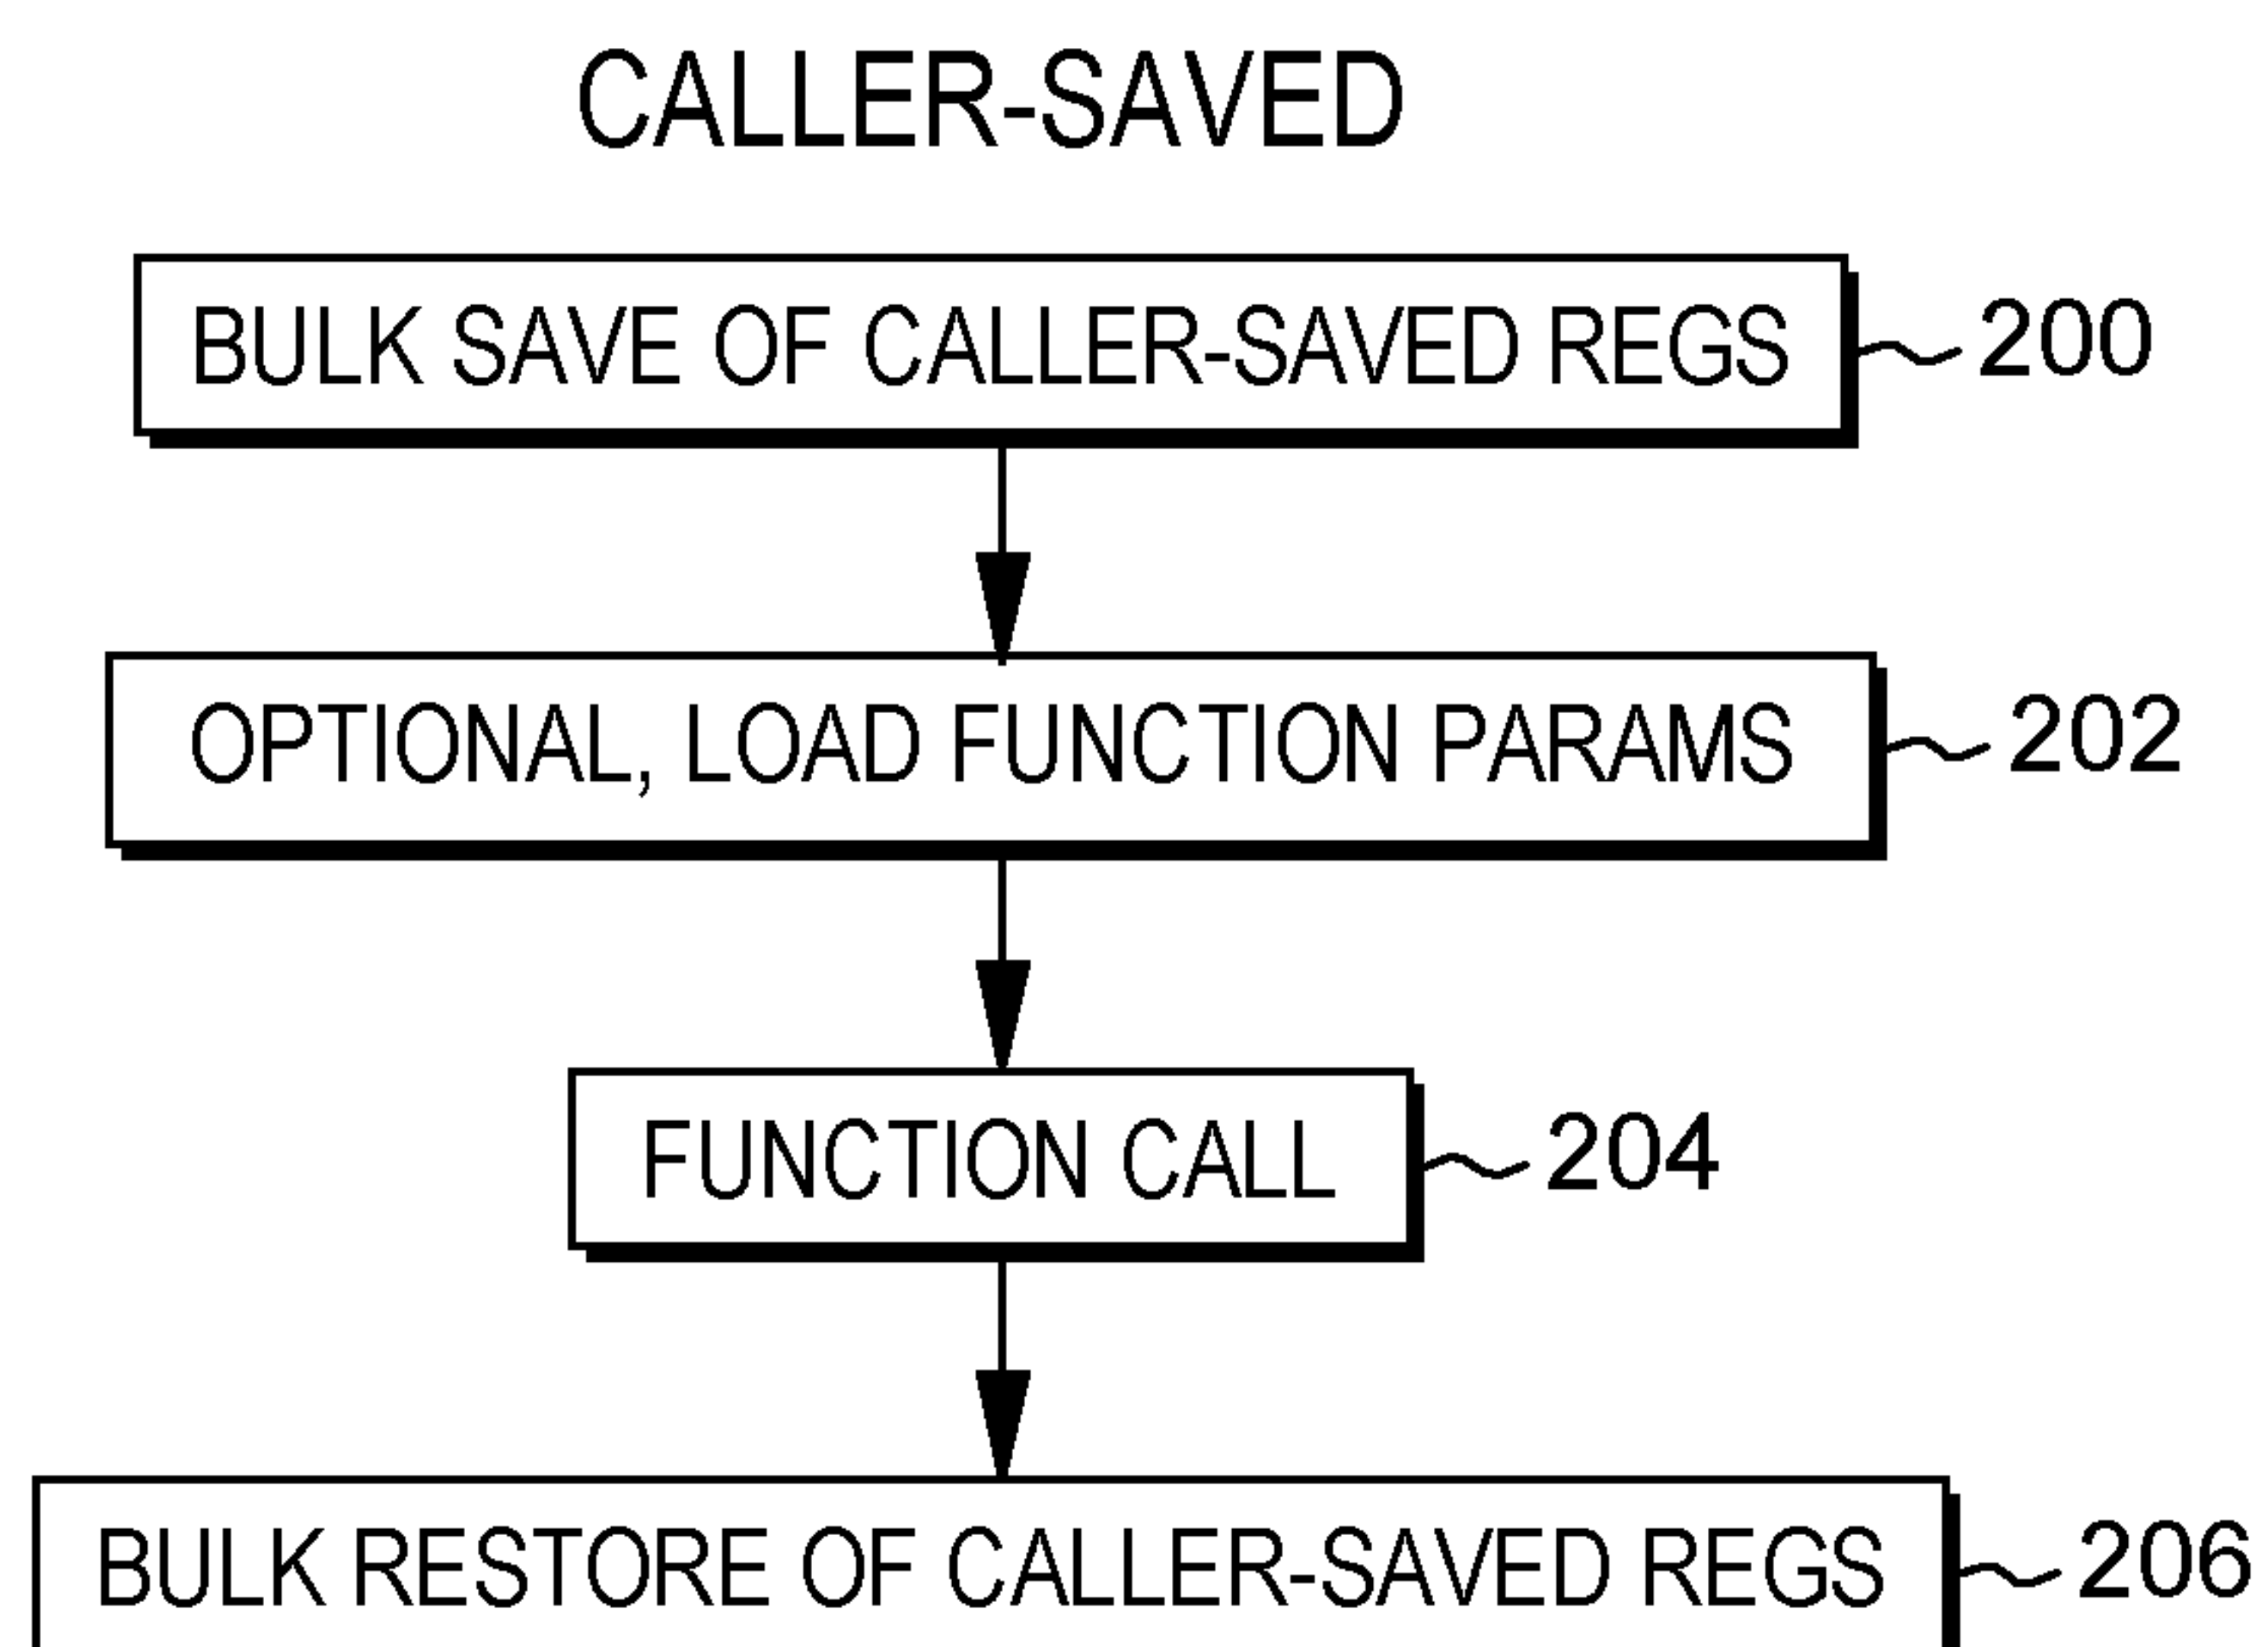 CALLER-SAVED
BULK SAVE OF CALLER-SAVED REGS 200
OPTIONAL, LOAD FUNCTION PARAMS 202
FUNCTION CALL 204
BULK RESTORE OF CALLER-SAVED REGS 206